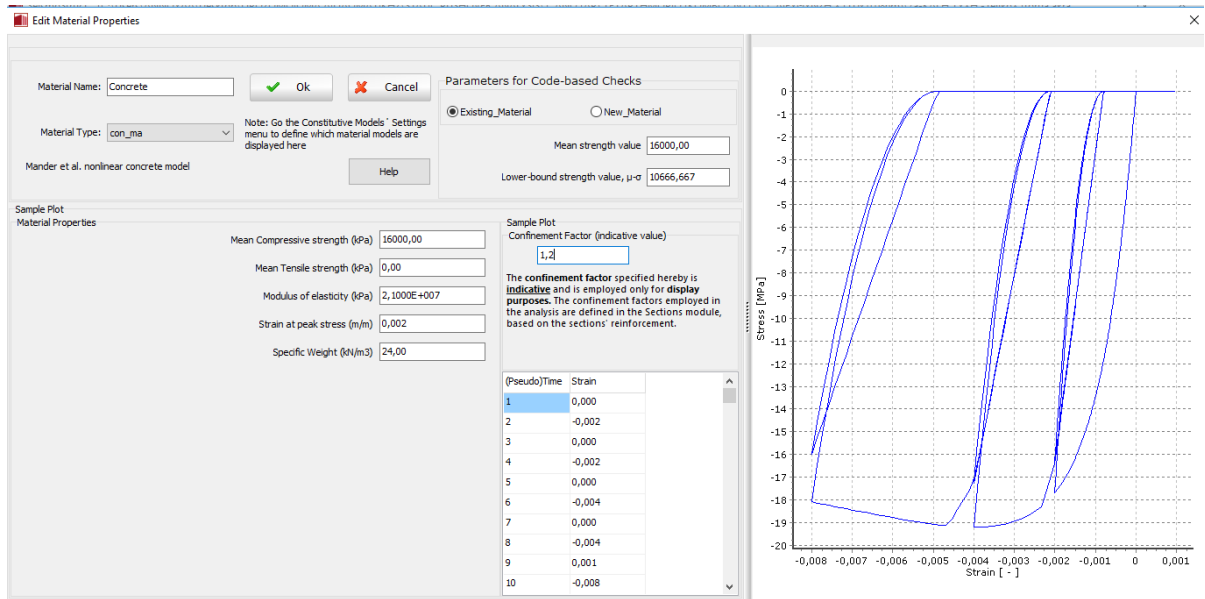 Edit Material Properties
Material Name: Concrete
Ok
Cancel
Material Type: con_ma
Note: Go the Constitutive Models´ Settings
menu to define which material models are
displayed here
Mander et al. nonlinear concrete model
Help
Parameters for Code-based Checks
Existing_Material
New_Material
Mean strength value 16000,00
Lower-bound strength value, μ-σ 10666,667
Sample Plot
Material Properties
Mean Compressive strength (kPa) 16000,00
Mean Tensile strength (kPa) 0,00
Modulus of elasticity (kPa) 2,1000E+007
Strain at peak stress (m/m) 0,002
Specific Weight (kN/m3) 24,00
Sample Plot
Confinement Factor (indicative value)
1,2
The confinement factor specified hereby is
indicative and is employed only for display
purposes. The confinement factors employed in
the analysis are defined in the Sections module,
based on the sections´ reinforcement.
(Pseudo)Time Strain
1 0,000
2 -0,002
3 0,000
4 -0,002
5 0,000
6 -0,004
7 0,000
8 -0,004
9 0,001
10 -0,008
Stress [MPa]
0
-1
-2
-3
-4
-5
-6
-7
-8
-9
-10
-11
-12
-13
-14
-15
-16
-17
-18
-19
-20
-0,008 -0,007 -0,006 -0,005 -0,004 -0,003 -0,002 -0,001 0 0,001
Strain [ - ]